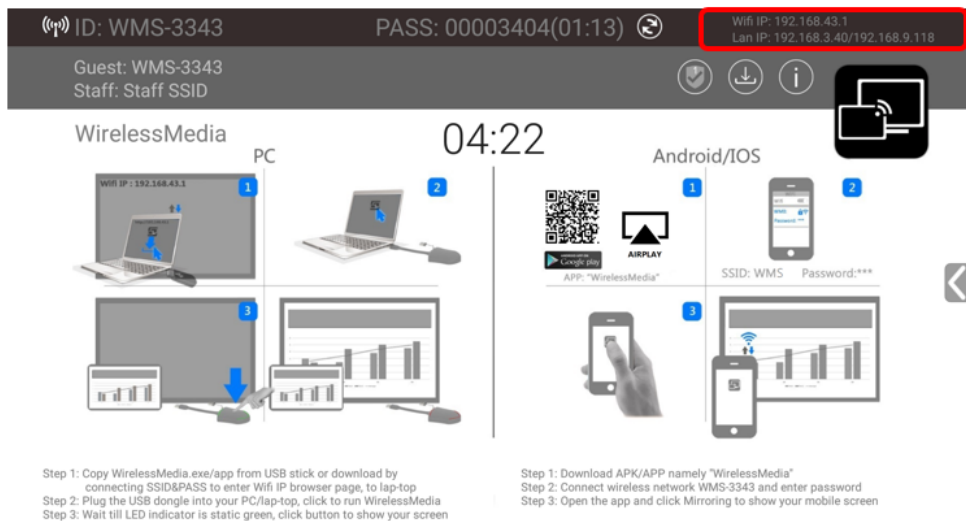 ID: WMS-3343
PASS: 00003404(01:13)
Wifi IP: 192.168.43.1
Lan IP: 192.168.3.40/192.168.9.118
Guest: WMS-3343
Staff: Staff SSID
WirelessMedia
04:22
PC
Android/IOS
Wifi IP : 192.168.43.1
1
2
1
2
Google play
AIRPLAY
APP: "WirelessMedia"
SSID: WMS Password:***
3
3
Step 1: Copy WirelessMedia.exe/app from USB stick or download by
connecting SSID&PASS to enter Wifi IP browser page, to lap-top
Step 2: Plug the USB dongle into your PC/lap-top, click to run WirelessMedia
Step 3: Wait till LED indicator is static green, click button to show your screen
Step 1: Download APK/APP namely "WirelessMedia"
Step 2: Connect wireless network WMS-3343 and enter password
Step 3: Open the app and click Mirroring to show your mobile screen